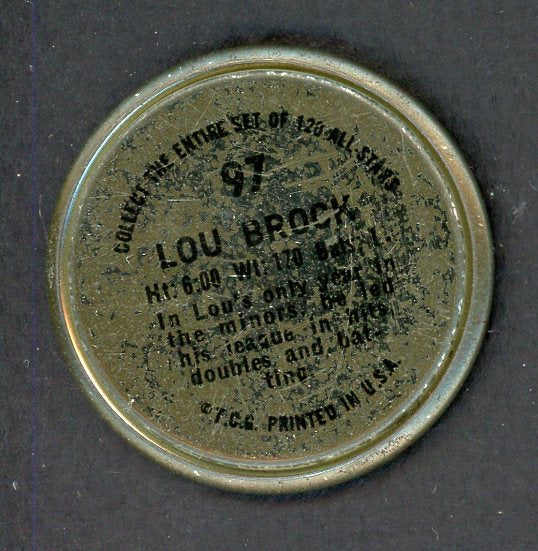 COLLECT THE ENTIRE SET OF 120 ALL-STARS
97
LOU BROCK
Ht: 6:00 Wt: 170 Bats: L.
In Lou's only year in
the minors, he led
his league in hits
doubles and bat-
ting.
©T.C.G. PRINTED IN U.S.A.